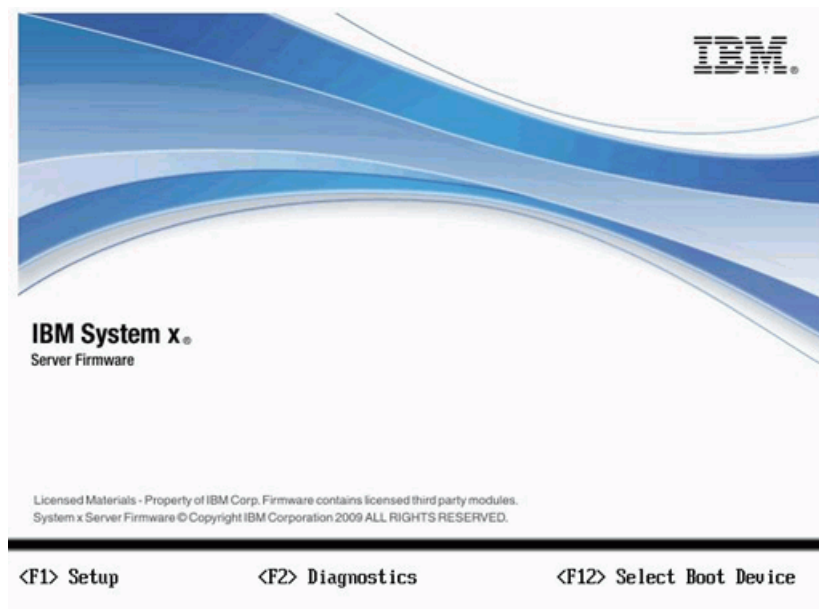 IBM®
IBM System x®
Server Firmware
Licensed Materials - Property of IBM Corp. Firmware contains licensed third party modules.
System x Server Firmware © Copyright IBM Corporation 2009 ALL RIGHTS RESERVED.
<F1> Setup <F2> Diagnostics <F12> Select Boot Device